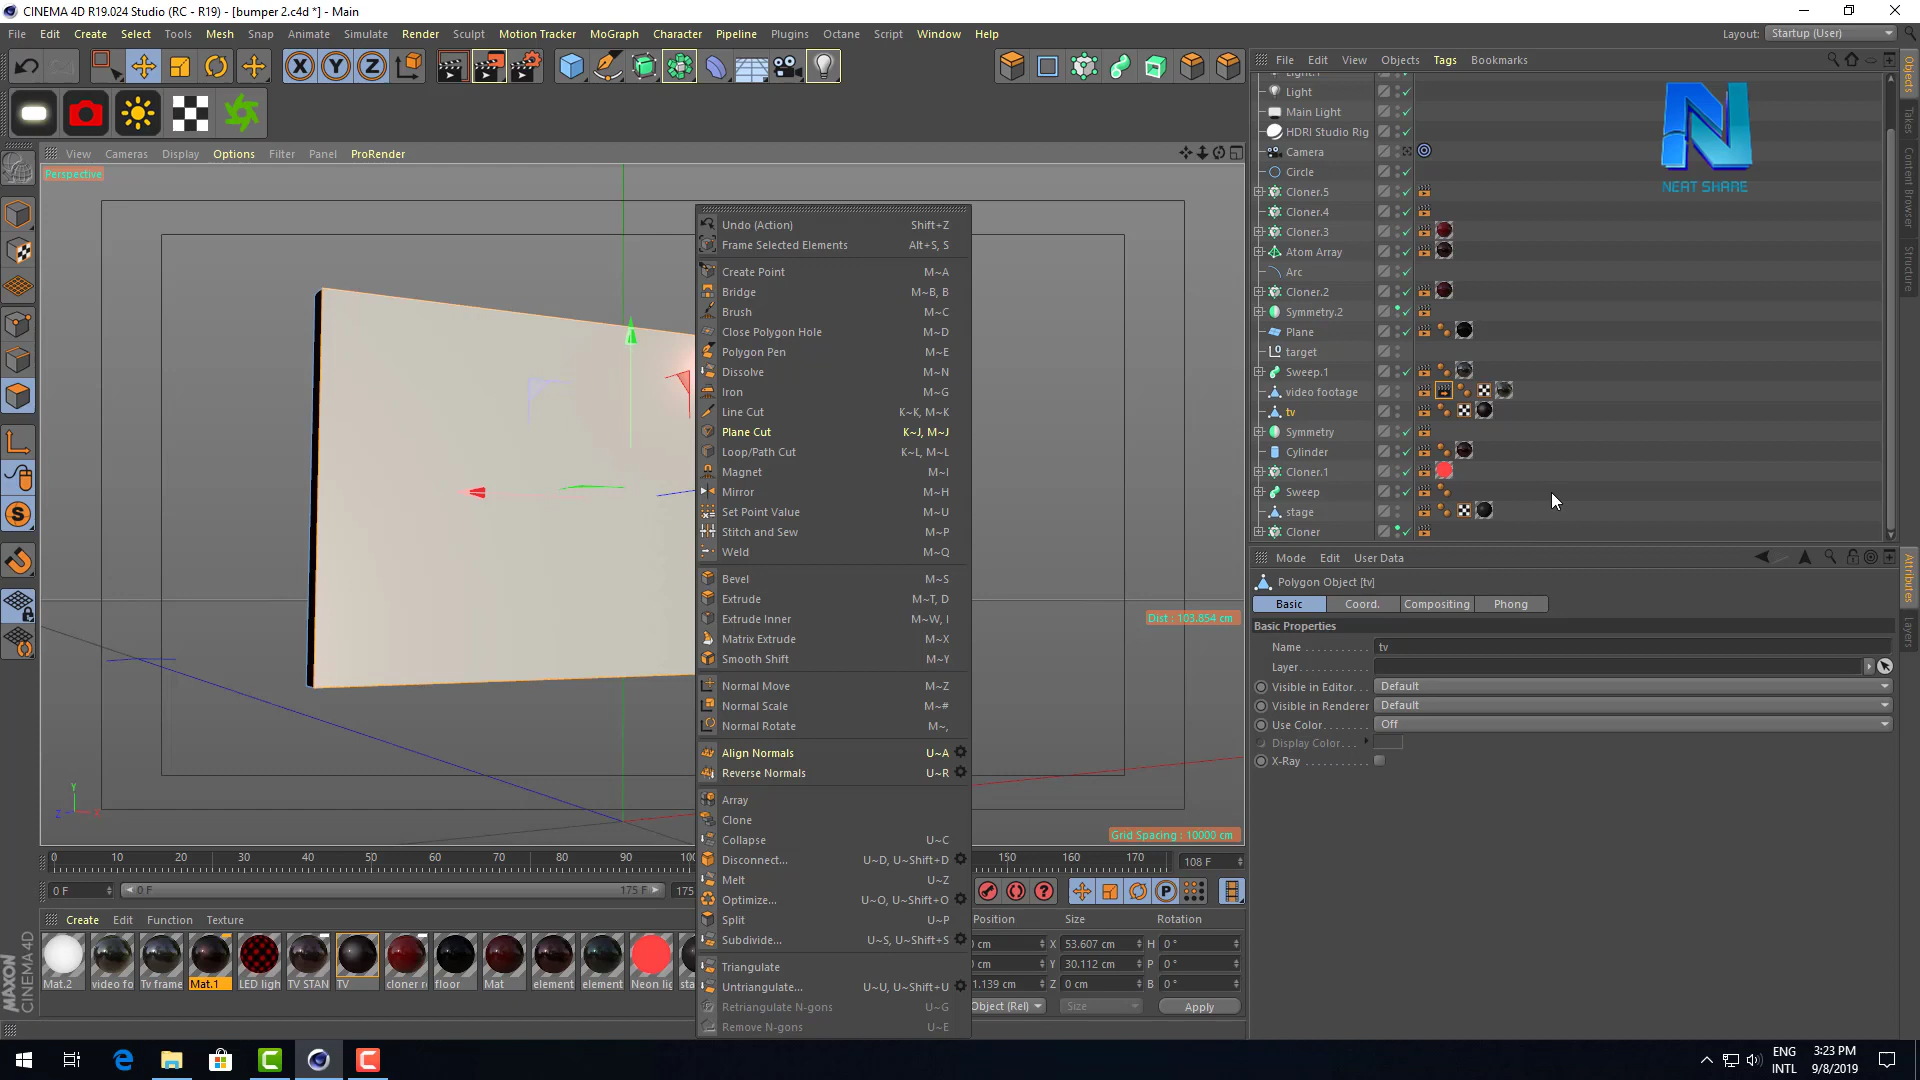 CINEMA 4D R19.024 Studio (RC - R19) - [bumper 2.c4d *] - Main
File Edit Create Select Tools Mesh Snap Animate Simulate Render Sculpt Motion Tracker MoGraph Character Pipeline Plugins Octane Script Window Help Layout: Startup (User)
File Edit View Objects Tags Bookmarks
Light
Main Light
HDRI Studio Rig
Camera
Circle
Cloner.5
Cloner.4
Cloner.3
Atom Array
Arc
Cloner.2
Symmetry.2
Plane
target
Sweep.1
video footage
tv
Symmetry
Cylinder
Cloner.1
Sweep
stage
Cloner
NEAT SHARE
Objects
Takes
Content Browser
Structure
View Cameras Display Options Filter Panel ProRender
Perspective
Undo (Action) Shift+Z
Frame Selected Elements Alt+S, S
Create Point M~A
Bridge M~B, B
Brush M~C
Close Polygon Hole M~D
Polygon Pen M~E
Dissolve M~N
Iron M~G
Line Cut K~K, M~K
Plane Cut K~J, M~J
Loop/Path Cut K~L, M~L
Magnet M~I
Mirror M~H
Set Point Value M~U
Stitch and Sew M~P
Weld M~Q
Bevel M~S
Extrude M~T, D
Extrude Inner M~W, I
Matrix Extrude M~X
Smooth Shift M~Y
Normal Move M~Z
Normal Scale M~#
Normal Rotate M~,
Align Normals U~A
Reverse Normals U~R
Array
Clone
Collapse U~C
Disconnect... U~D, U~Shift+D
Melt U~Z
Optimize... U~O, U~Shift+O
Split U~P
Subdivide... U~S, U~Shift+S
Triangulate
Untriangulate... U~U, U~Shift+U
Retriangulate N-gons U~G
Remove N-gons U~E
Dist : 103.854 cm
Grid Spacing : 10000 cm
Y
Z X
Mode Edit User Data
Polygon Object [tv]
Basic Coord. Compositing Phong
Basic Properties
Name tv
Layer
Visible in Editor Default
Visible in Renderer Default
Use Color Off
Display Color
X-Ray
Attributes
Layers
0 10 20 30 40 50 60 70 80 90 100 150 160 170 108 F
0 F 0 F 175 F 175
Create Edit Function Texture
Mat.2 video fo Tv frame Mat.1 LED ligh TV STAN TV cloner r floor Mat element element Neon lig sta
Position Size Rotation
cm X 53.607 cm H 0 °
cm Y 30.112 cm P 0 °
1.139 cm Z 0 cm B 0 °
Object (Rel) Size Apply
MAXON
CINEMA 4D
ENG
INTL
3:23 PM
9/8/2019